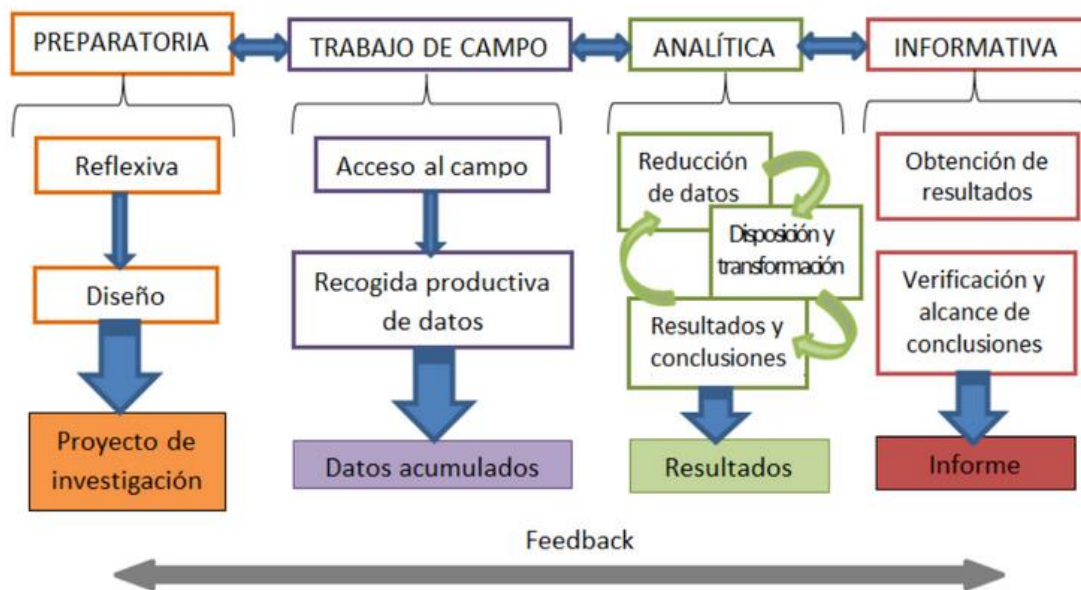 PREPARATORIA
TRABAJO DE CAMPO
ANALÍTICA
INFORMATIVA
Reflexiva
Diseño
Proyecto de
investigación
Acceso al campo
Recogida productiva
de datos
Datos acumulados
Reducción
de datos
Disposición y
transformación
Resultados y
conclusiones
Resultados
Obtención de
resultados
Verificación y
alcance de
conclusiones
Informe
Feedback